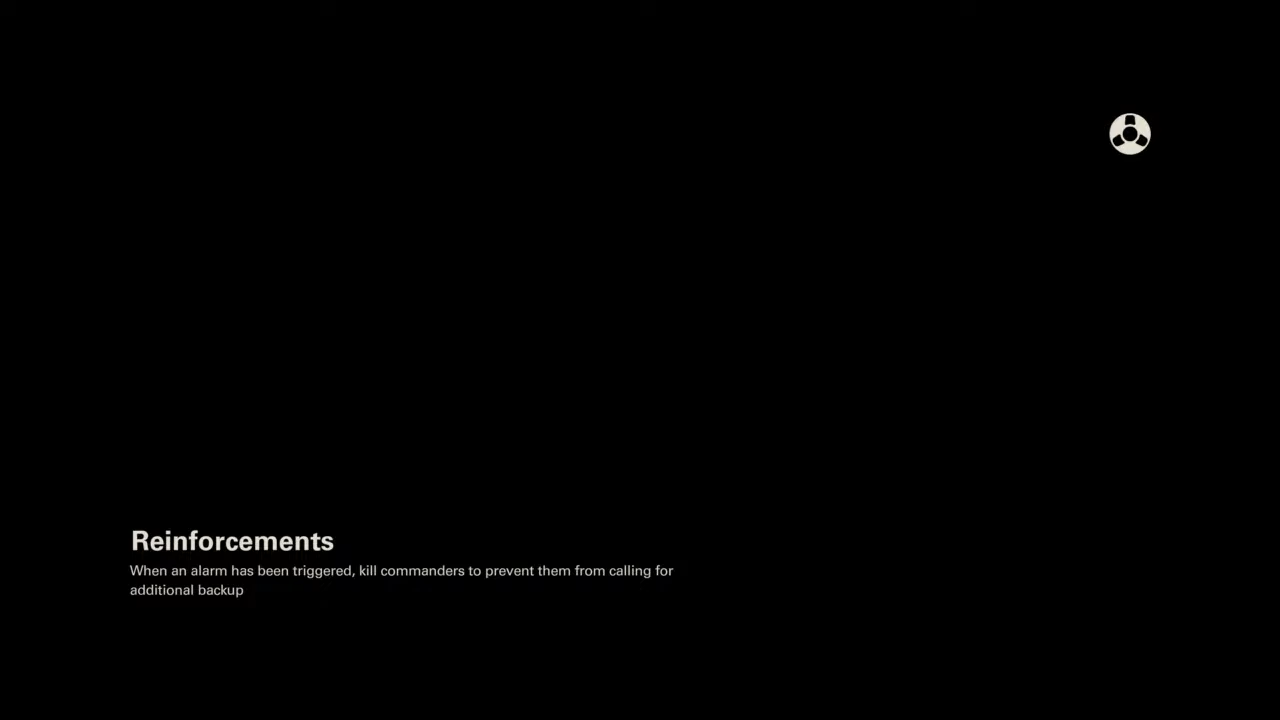 Reinforcements
When an alarm has been triggered, kill commanders to prevent them from calling for
additional backup